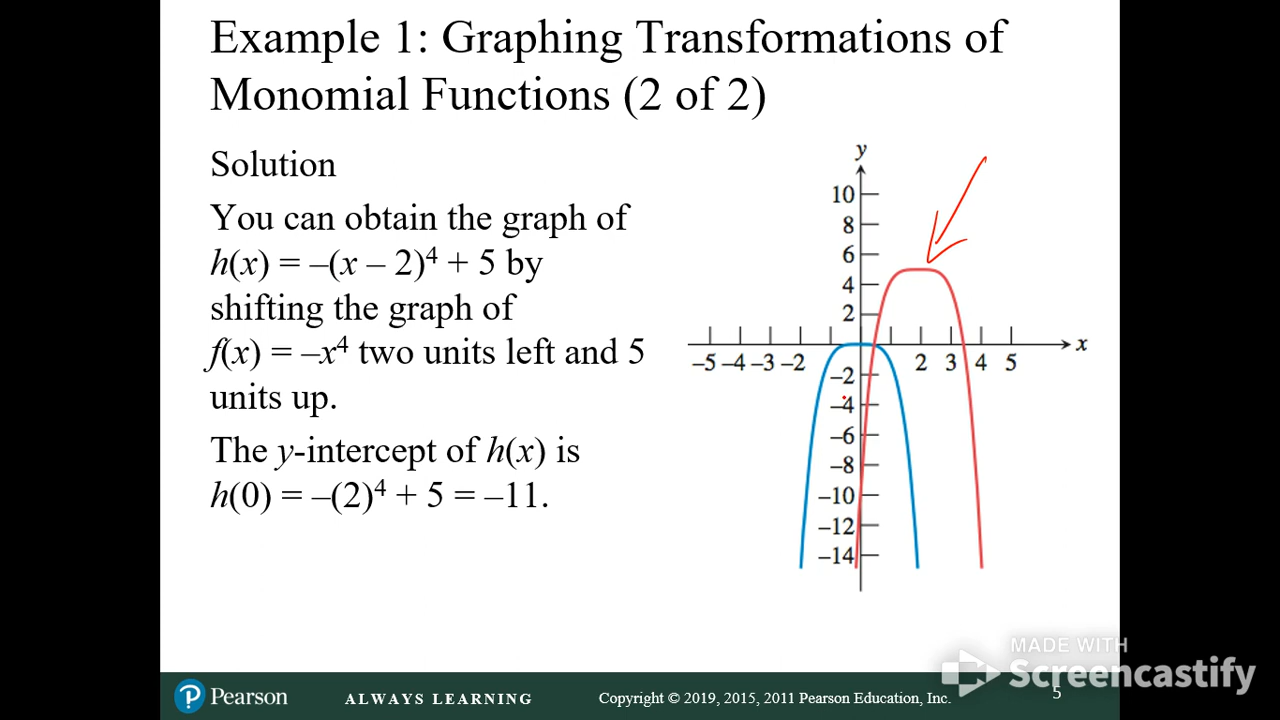 Example 1: Graphing Transformations of
Monomial Functions (2 of 2)
Solution
You can obtain the graph of
h(x) = –(x – 2)⁴ + 5 by
shifting the graph of
f(x) = –x⁴ two units left and 5
units up.
The y-intercept of h(x) is
h(0) = –(2)⁴ + 5 = –11.
y
10
8
6
4
2
–5 –4 –3 –2 2 3 4 5 x
–2
–4
–6
–8
–10
–12
–14
MADE WITH
Screencastify
Pearson ALWAYS LEARNING Copyright © 2019, 2015, 2011 Pearson Education, Inc. 5